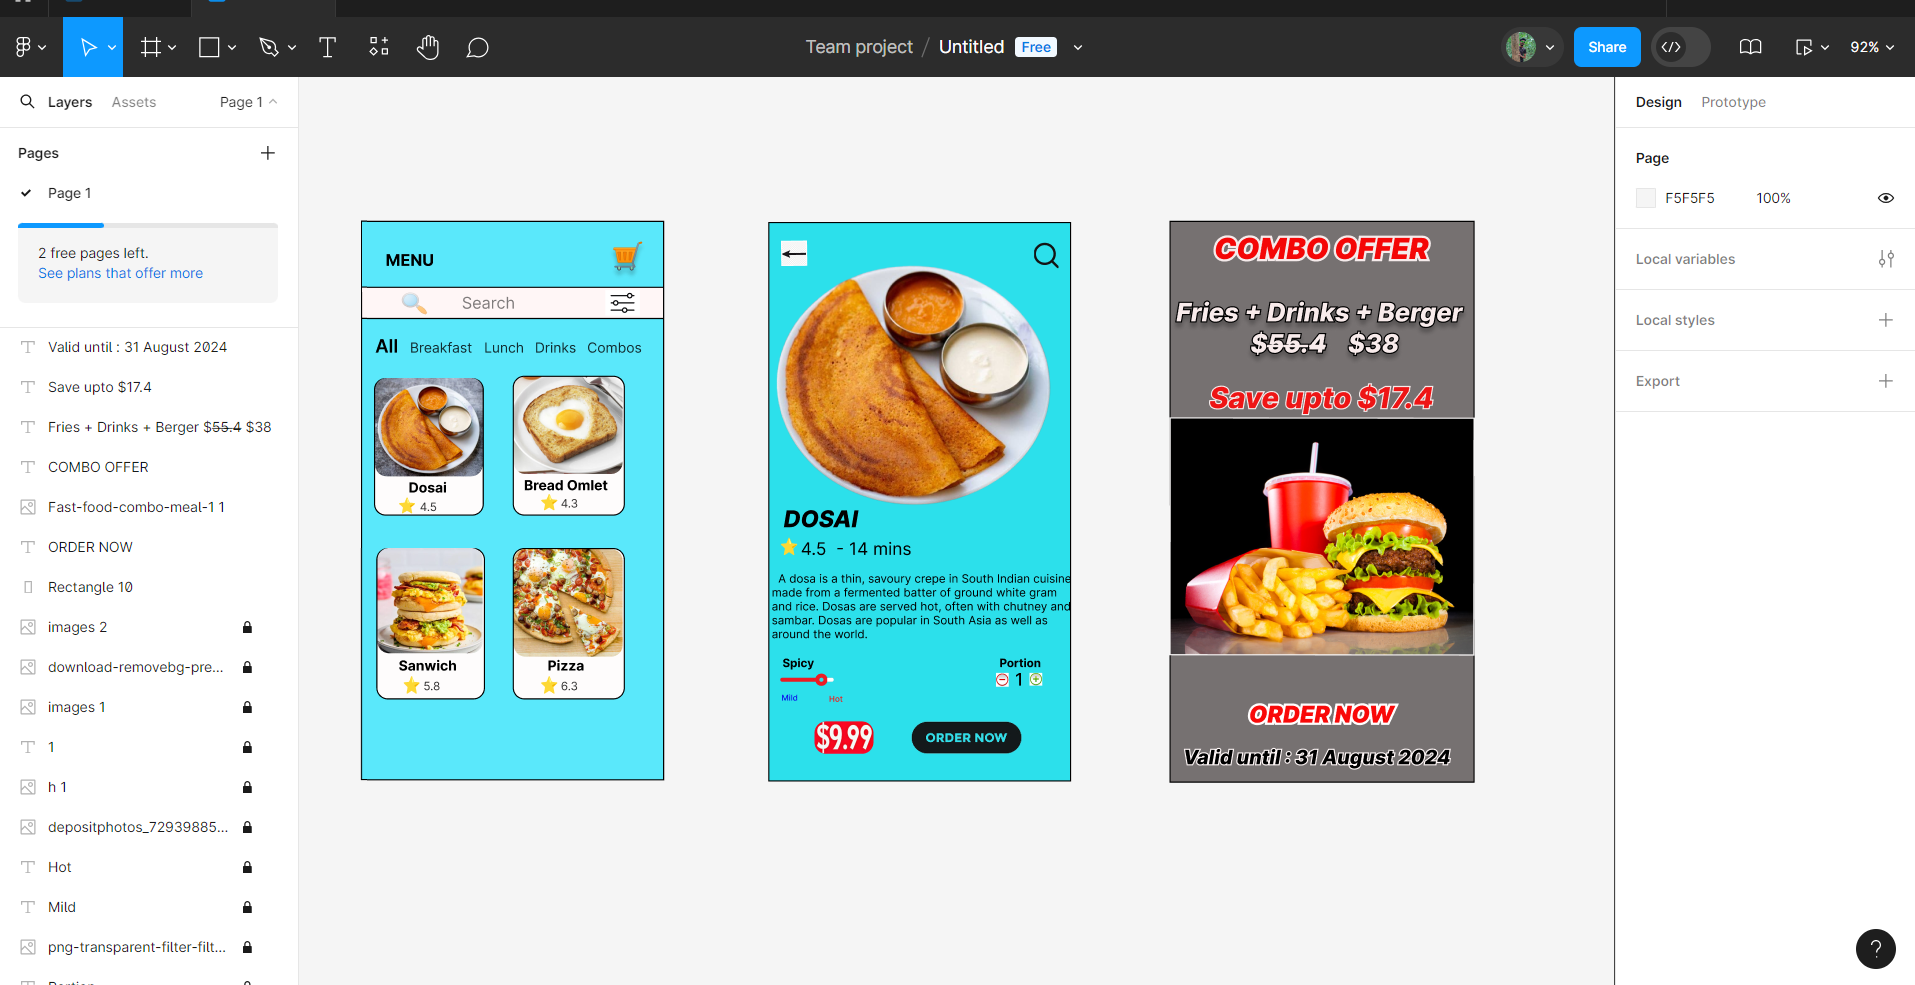 Team project / Untitled Free
Share
92%
Layers Assets Page 1
Pages
Page 1
2 free pages left.
See plans that offer more
Valid until : 31 August 2024
Save upto $17.4
Fries + Drinks + Berger $55.4 $38
COMBO OFFER
Fast-food-combo-meal-1 1
ORDER NOW
Rectangle 10
images 2
download-removebg-pre...
images 1
1
h 1
depositphotos_72939885...
Hot
Mild
png-transparent-filter-filt...
MENU
Search
All Breakfast Lunch Drinks Combos
Dosai
4.5
Bread Omlet
4.3
Sanwich
5.8
Pizza
6.3
DOSAI
4.5 - 14 mins
A dosa is a thin, savoury crepe in South Indian cuisine
made from a fermented batter of ground white gram
and rice. Dosas are served hot, often with chutney and
sambar. Dosas are popular in South Asia as well as
around the world.
Spicy
Mild Hot
Portion
1
$9.99
ORDER NOW
COMBO OFFER
Fries + Drinks + Berger
$55.4 $38
Save upto $17.4
ORDER NOW
Valid until : 31 August 2024
Design Prototype
Page
F5F5F5 100%
Local variables
Local styles
Export
?